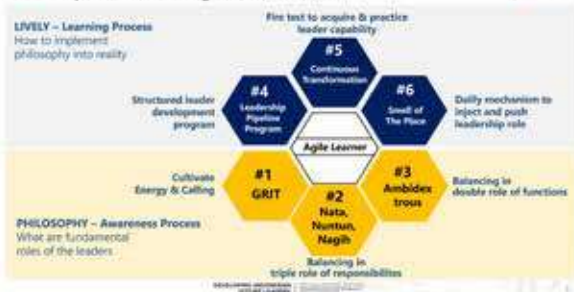 LIVELY – Learning Process
How to implement
philosophy into reality
Fire test to acquire & practice
leader capability
#5
Continuous
Transformation
#4
Leadership
Pipeline
Program
#6
Smell of
The Place
Structured leader
development
program
Daily mechanism to
inject and push
leadership role
Agile Learner
Cultivate
Energy & Calling
#1
GRIT
#2
Nata,
Nuntun,
Nagih
#3
Ambidex
trous
Balancing in
double role of functions
PHILOSOPHY – Awareness Process
What are fundamental
roles of the leaders
Balancing in
triple role of responsibilites